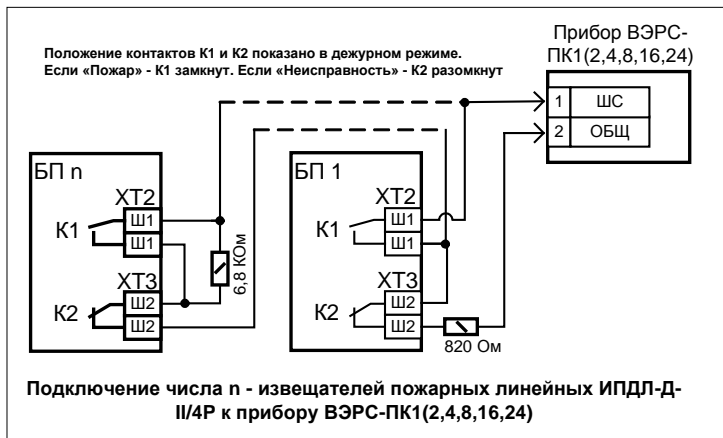 Положение контактов К1 и К2 показано в дежурном режиме.
Если «Пожар» - К1 замкнут. Если «Неисправность» - К2 разомкнут
Прибор ВЭРС-
ПК1(2,4,8,16,24)
1 ШС
2 ОБЩ
БП n
ХТ2
К1
Ш1
Ш1
ХТ3
К2
Ш2
Ш2
6,8 КОм
БП 1
ХТ2
К1
Ш1
Ш1
ХТ3
К2
Ш2
Ш2
820 Ом
Подключение числа n - извещателей пожарных линейных ИПДЛ-Д-
II/4Р к прибору ВЭРС-ПК1(2,4,8,16,24)